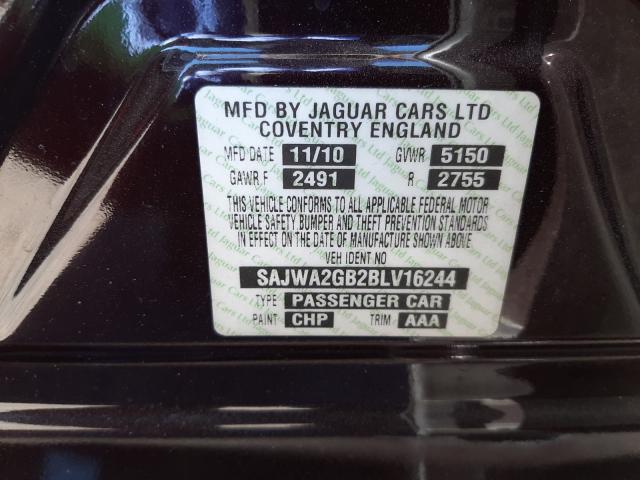 MFD BY JAGUAR CARS LTD
COVENTRY ENGLAND
MFD DATE 11/10 GVWR 5150
GAWR F 2491 R 2755
THIS VEHICLE CONFORMS TO ALL APPLICABLE FEDERAL MOTOR
VEHICLE SAFETY BUMPER AND THEFT PREVENTION STANDARDS
IN EFFECT ON THE DATE OF MANUFACTURE SHOWN ABOVE
VEH IDENT NO
SAJWA2GB2BLV16244
TYPE PASSENGER CAR
PAINT CHP TRIM AAA